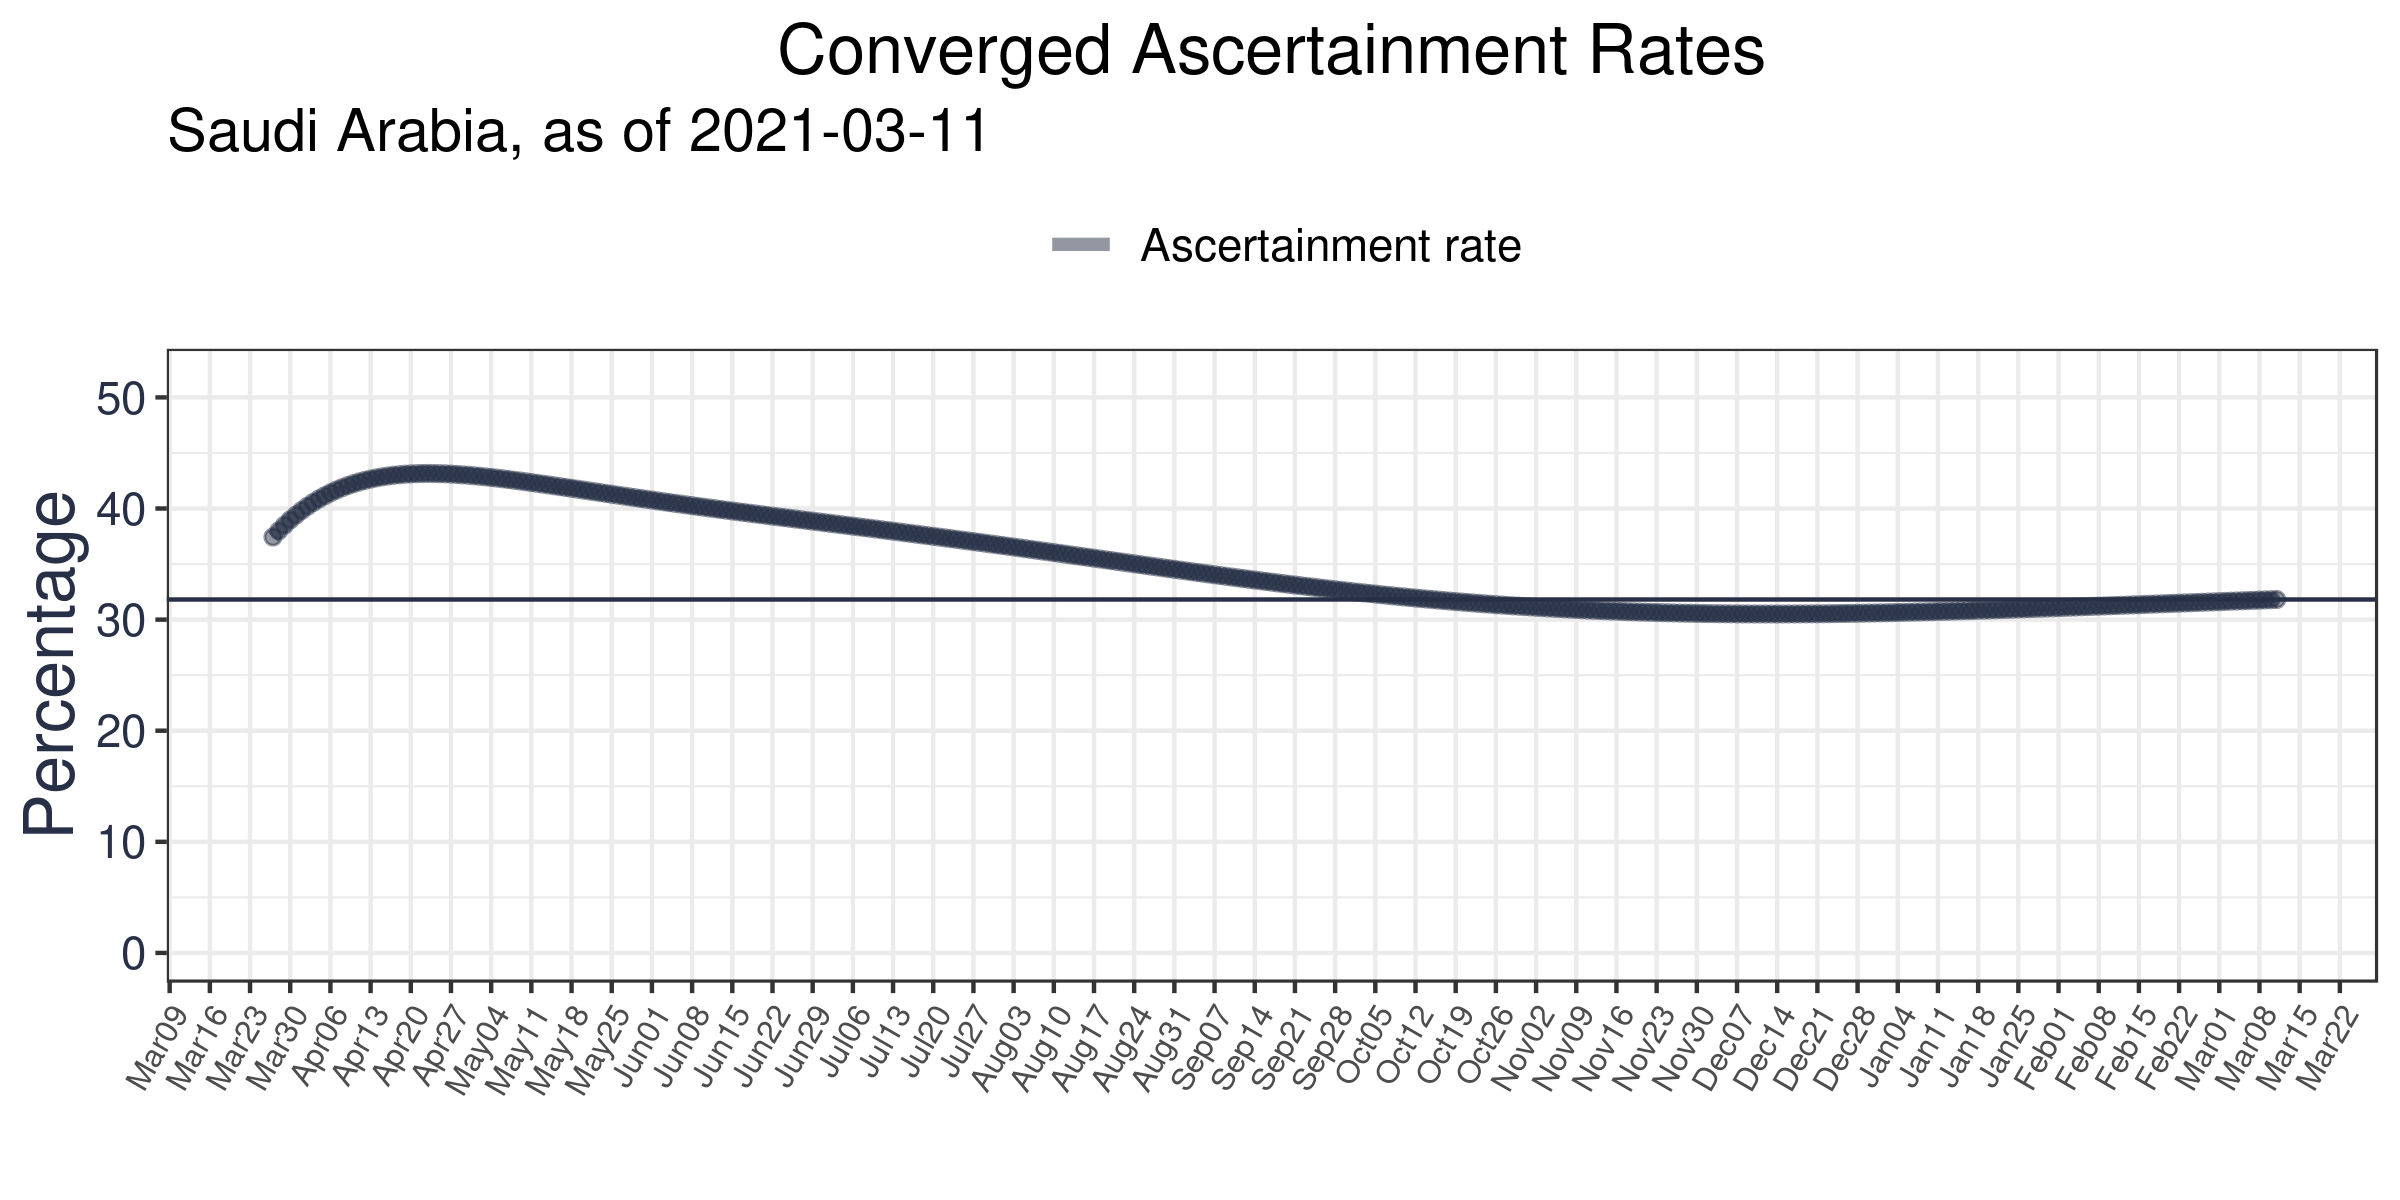 Converged Ascertainment Rates
Saudi Arabia, as of 2021-03-11
Ascertainment rate
Percentage
50
40
30
20
10
0
Mar09 Mar16 Mar23 Mar30 Apr06 Apr13 Apr20 Apr27 May04 May11 May18 May25 Jun01 Jun08 Jun15 Jun22 Jun29 Jul06 Jul13 Jul20 Jul27 Aug03 Aug10 Aug17 Aug24 Aug31 Sep07 Sep14 Sep21 Sep28 Oct05 Oct12 Oct19 Oct26 Nov02 Nov09 Nov16 Nov23 Nov30 Dec07 Dec14 Dec21 Dec28 Jan04 Jan11 Jan18 Jan25 Feb01 Feb08 Feb15 Feb22 Mar01 Mar08 Mar15 Mar22